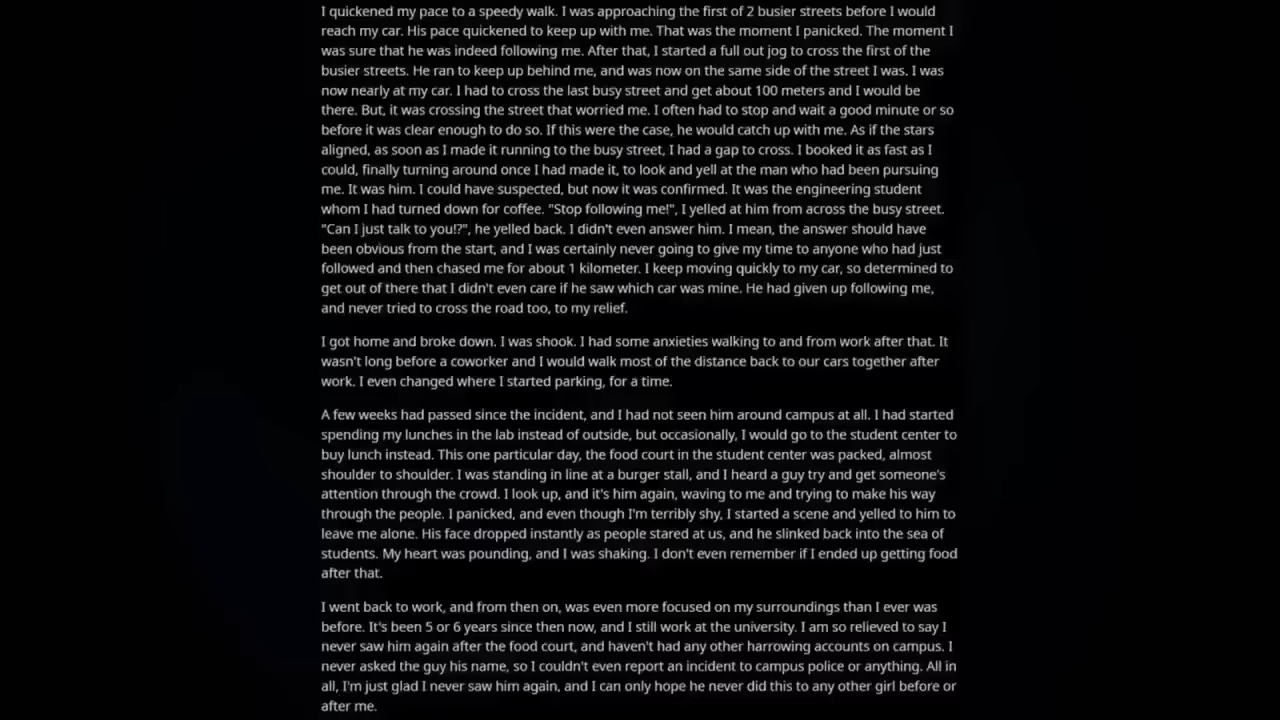 I quickened my pace to a speedy walk. I was approaching the first of 2 busier streets before I would
reach my car. His pace quickened to keep up with me. That was the moment I panicked. The moment I
was sure that he was indeed following me. After that, I started a full out jog to cross the first of the
busier streets. He ran to keep up behind me, and was now on the same side of the street I was. I was
now nearly at my car. I had to cross the last busy street and get about 100 meters and I would be
there. But, it was crossing the street that worried me. I often had to stop and wait a good minute or so
before it was clear enough to do so. If this were the case, he would catch up with me. As if the stars
aligned, as soon as I made it running to the busy street, I had a gap to cross. I booked it as fast as I
could, finally turning around once I had made it, to look and yell at the man who had been pursuing
me. It was him. I could have suspected, but now it was confirmed. It was the engineering student
whom I had turned down for coffee. "Stop following me!", I yelled at him from across the busy street.
"Can I just talk to you!?", he yelled back. I didn't even answer him. I mean, the answer should have
been obvious from the start, and I was certainly never going to give my time to anyone who had just
followed and then chased me for about 1 kilometer. I keep moving quickly to my car, so determined to
get out of there that I didn't even care if he saw which car was mine. He had given up following me,
and never tried to cross the road too, to my relief.
I got home and broke down. I was shook. I had some anxieties walking to and from work after that. It
wasn't long before a coworker and I would walk most of the distance back to our cars together after
work. I even changed where I started parking, for a time.
A few weeks had passed since the incident, and I had not seen him around campus at all. I had started
spending my lunches in the lab instead of outside, but occasionally, I would go to the student center to
buy lunch instead. This one particular day, the food court in the student center was packed, almost
shoulder to shoulder. I was standing in line at a burger stall, and I heard a guy try and get someone's
attention through the crowd. I look up, and it's him again, waving to me and trying to make his way
through the people. I panicked, and even though I'm terribly shy, I started a scene and yelled to him to
leave me alone. His face dropped instantly as people stared at us, and he slinked back into the sea of
students. My heart was pounding, and I was shaking. I don't even remember if I ended up getting food
after that.
I went back to work, and from then on, was even more focused on my surroundings than I ever was
before. It's been 5 or 6 years since then now, and I still work at the university. I am so relieved to say I
never saw him again after the food court, and haven't had any other harrowing accounts on campus. I
never asked the guy his name, so I couldn't even report an incident to campus police or anything. All in
all, I'm just glad I never saw him again, and I can only hope he never did this to any other girl before or
after me.